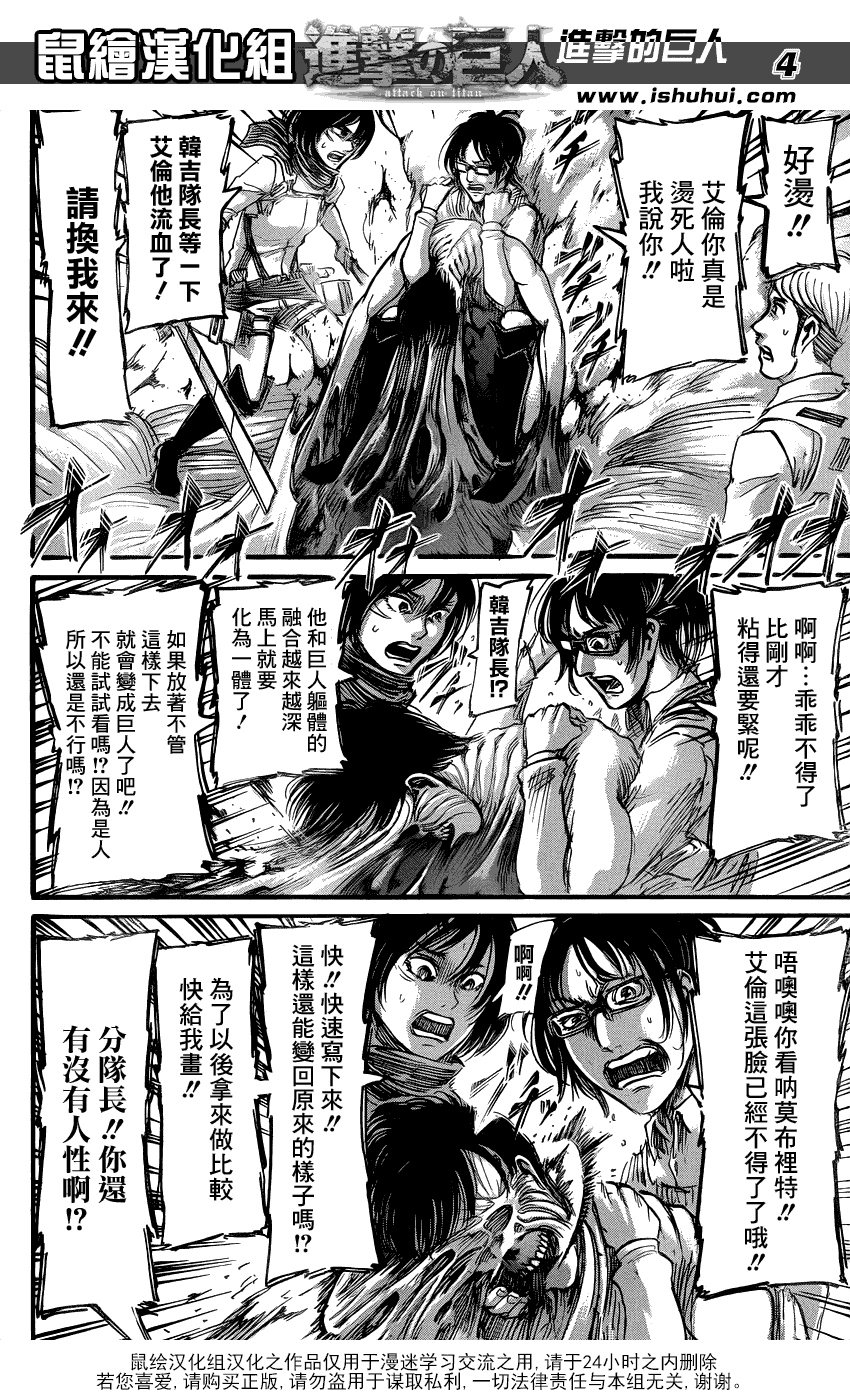 鼠繪漢化組
進撃の巨人
attack on titan
進擊的巨人
4
www.ishuhui.com
好燙!!
艾倫你真是
燙死人啦
我說你!!
韓吉隊長等一下
艾倫他流血了!
請換我來!!
啊啊…乖乖不得了
比剛才
粘得還要緊呢!!
韓吉隊長!?
他和巨人軀體的
融合越來越深
馬上就要
化為一體了!
如果放著不管
這樣下去
就會變成巨人了吧!!
不能試試看嗎!?因為是人
所以還是不行嗎!?
唔噢噢你看呐莫布裡特!!
艾倫這張臉已經不得了了哦!!
啊啊!!
快!!快速寫下來!!
這樣還能變回原來的樣子嗎!?
為了以後拿來做比較
快給我畫!!
分隊長!!你還
有沒有人性啊!?
鼠绘汉化组汉化之作品仅用于漫迷学习交流之用, 请于24小时之内删除
若您喜爱, 请购买正版, 请勿用于谋取私利, 一切法律责任与本组无关, 谢谢.